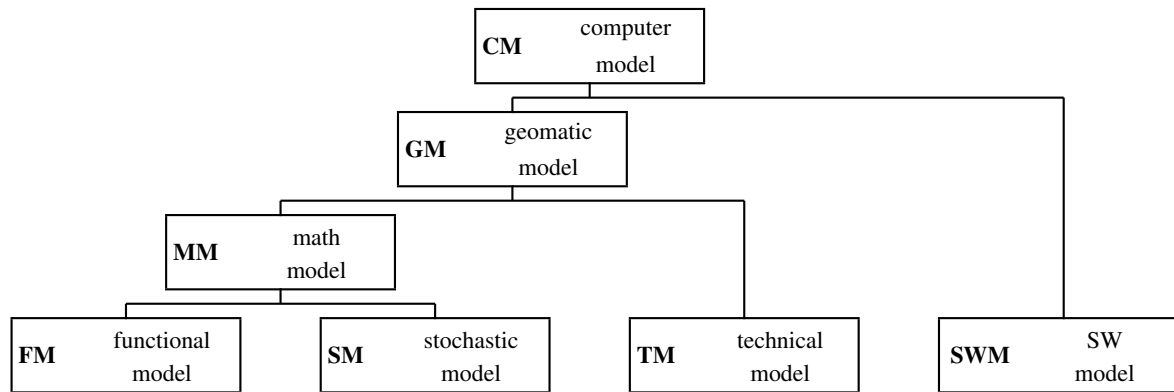 CM computer
model
GM geomatic
model
MM math
model
FM functional
model
SM stochastic
model
TM technical
model
SWM SW
model